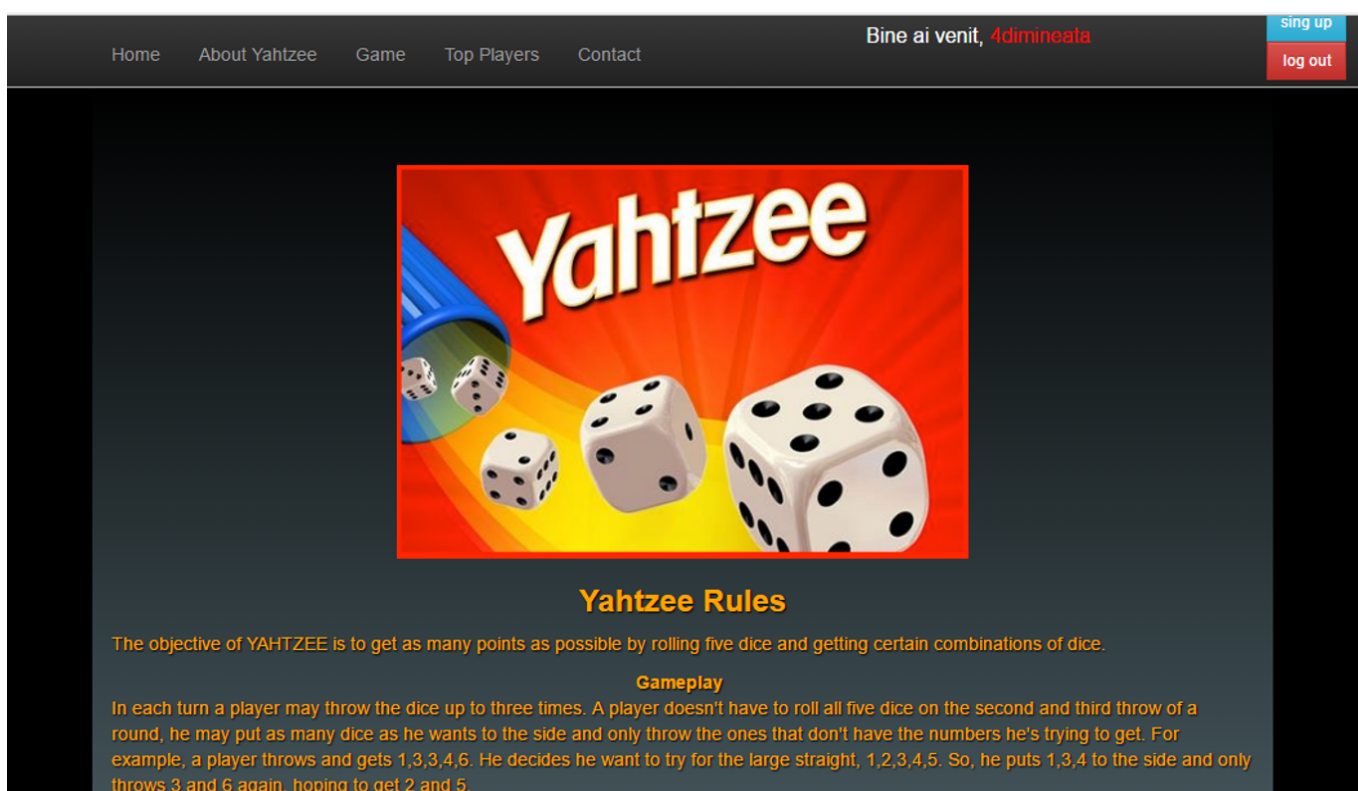 Home About Yahtzee Game Top Players Contact
Bine ai venit, 4dimineata
sing up
log out
Yahtzee
Yahtzee Rules
The objective of YAHTZEE is to get as many points as possible by rolling five dice and getting certain combinations of dice.
Gameplay
In each turn a player may throw the dice up to three times. A player doesn't have to roll all five dice on the second and third throw of a
round, he may put as many dice as he wants to the side and only throw the ones that don't have the numbers he's trying to get. For
example, a player throws and gets 1,3,3,4,6. He decides he want to try for the large straight, 1,2,3,4,5. So, he puts 1,3,4 to the side and only
throws 3 and 6 again, hoping to get 2 and 5.